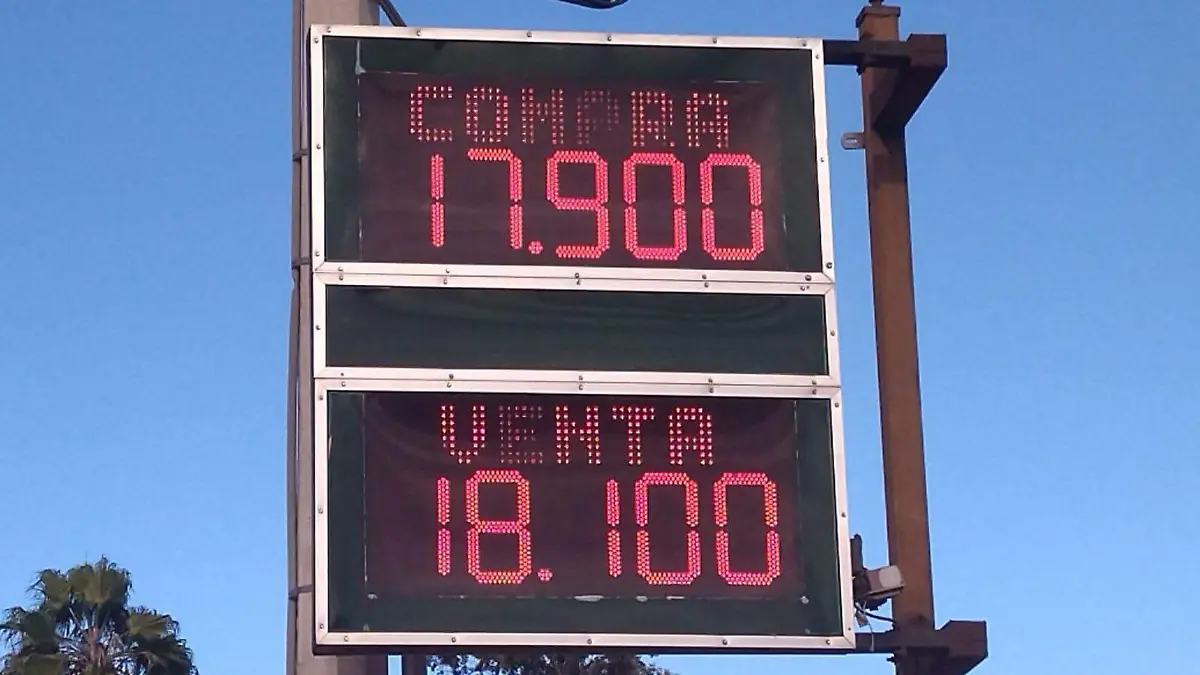 COMPRA
17.900
VENTA
18.100